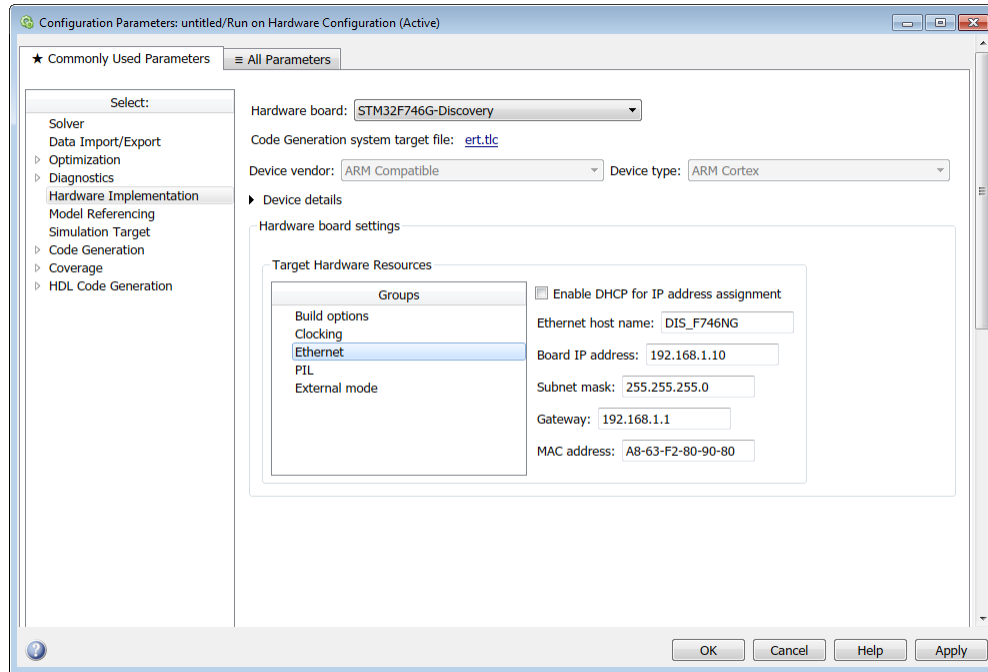 Configuration Parameters: untitled/Run on Hardware Configuration (Active)
★ Commonly Used Parameters
≡ All Parameters
Select:
Solver
Data Import/Export
Optimization
Diagnostics
Hardware Implementation
Model Referencing
Simulation Target
Code Generation
Coverage
HDL Code Generation
Hardware board: STM32F746G-Discovery
Code Generation system target file: ert.tlc
Device vendor: ARM Compatible Device type: ARM Cortex
Device details
Hardware board settings
Target Hardware Resources
Groups
Build options
Clocking
Ethernet
PIL
External mode
Enable DHCP for IP address assignment
Ethernet host name: DIS_F746NG
Board IP address: 192.168.1.10
Subnet mask: 255.255.255.0
Gateway: 192.168.1.1
MAC address: A8-63-F2-80-90-80
OK Cancel Help Apply